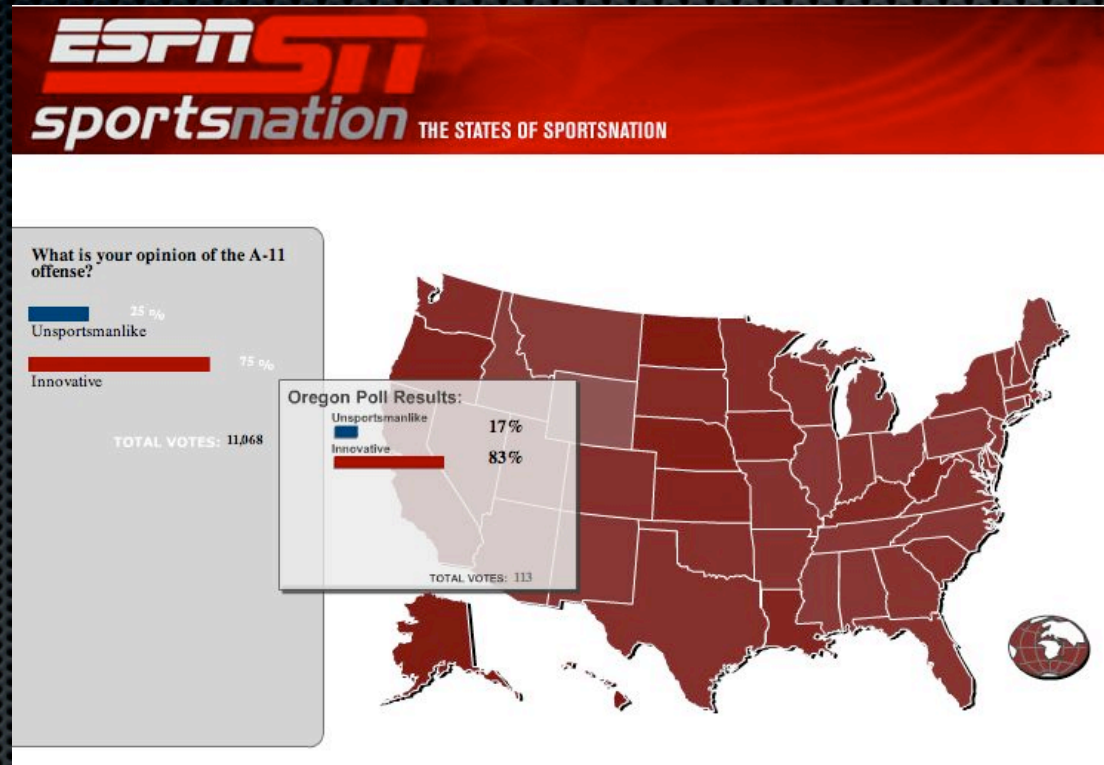 ESPN SN
sportsnation THE STATES OF SPORTSNATION
What is your opinion of the A-11
offense?
25 %
Unsportsmanlike
75 %
Innovative
TOTAL VOTES: 11,068
Oregon Poll Results:
Unsportsmanlike
17%
Innovative
83%
TOTAL VOTES: 113